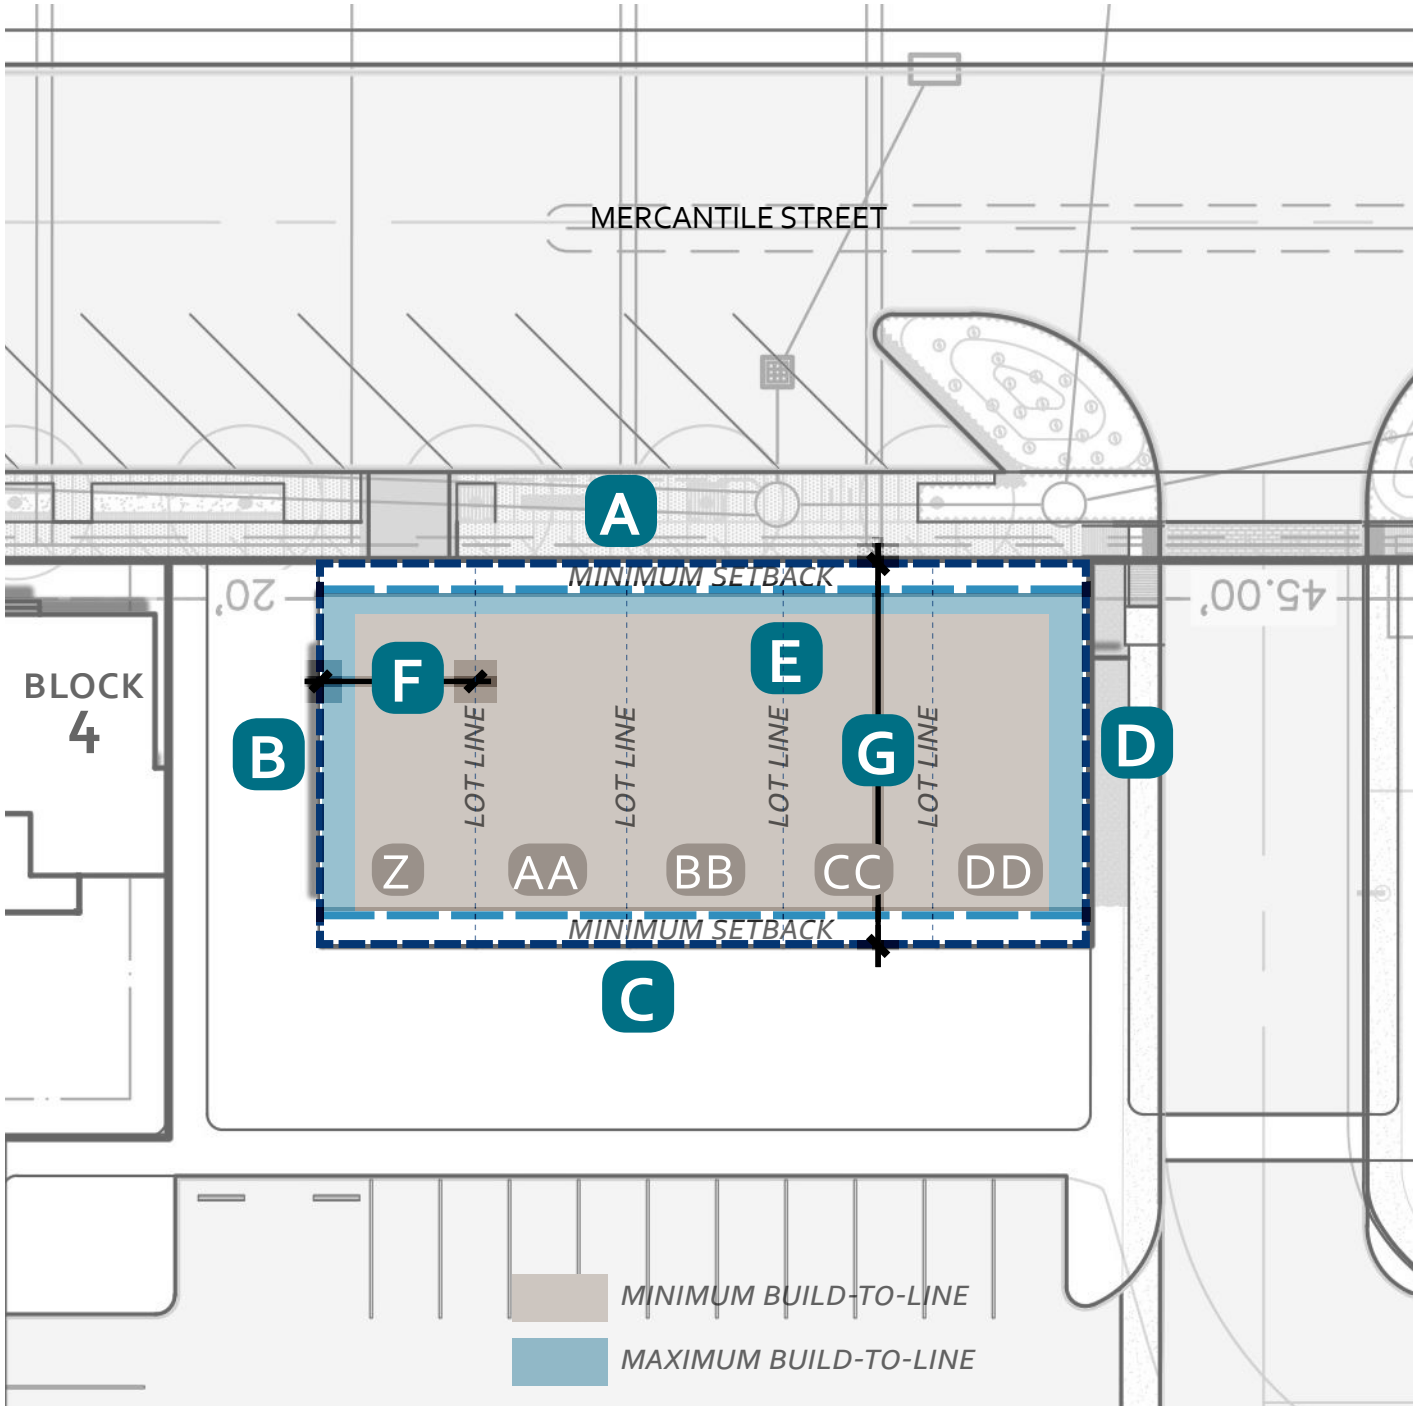 MERCANTILE STREET
A
MINIMUM SETBACK
20'
45.00'
E
F
BLOCK
4
B
G
D
LOT LINE
LOT LINE
LOT LINE
LOT LINE
Z
AA
BB
CC
DD
MINIMUM SETBACK
C
MINIMUM BUILD-TO-LINE
MAXIMUM BUILD-TO-LINE